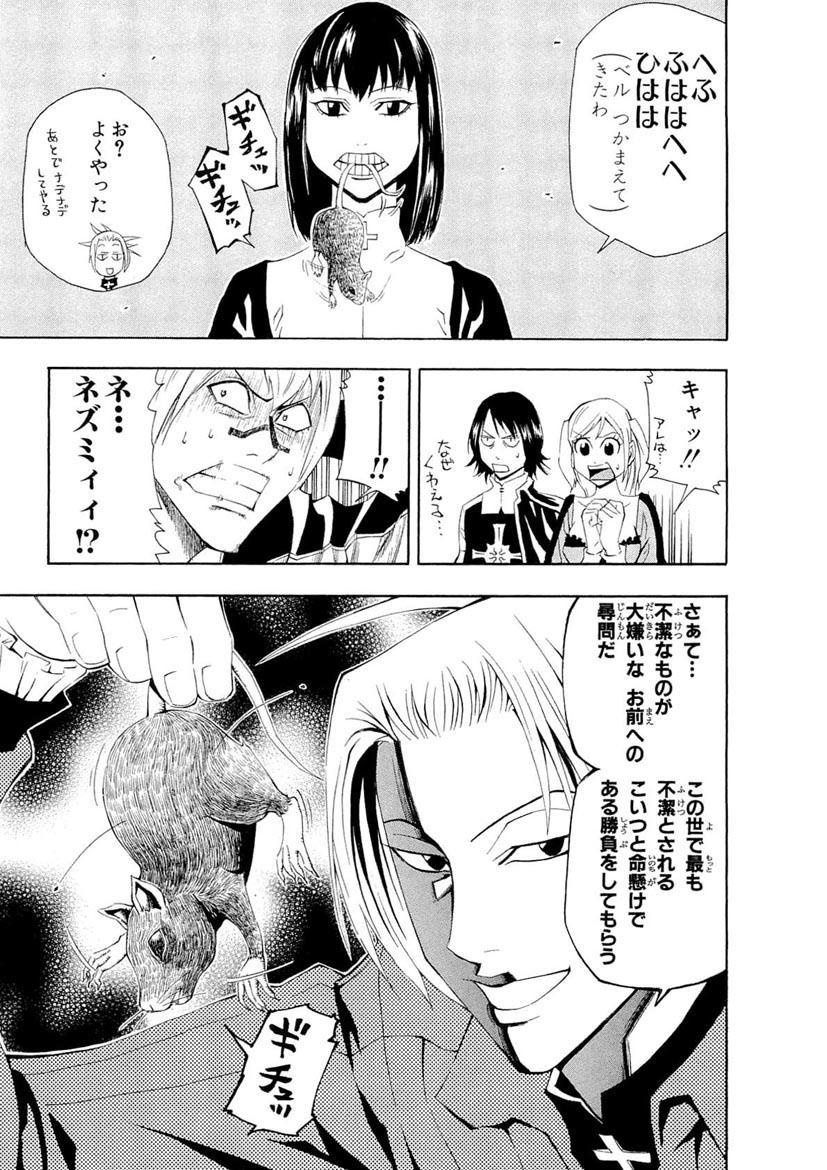 へふ
ふははへへ
ひはは
(ベル つかまえて
きたわ)
ギチュッ
ギチュッ
お?
よくやった
あとでナデナデ
してやる
キャッ!!
アレは…
なぜ
くわえる…
…
…!!
ネ…
ネズミィィ!?
さぁて…
不潔なものが
大嫌いな お前への
尋問だ
この世で最も
不潔とされる
こいつと命懸けで
ある勝負をしてもらう
ギチュッ